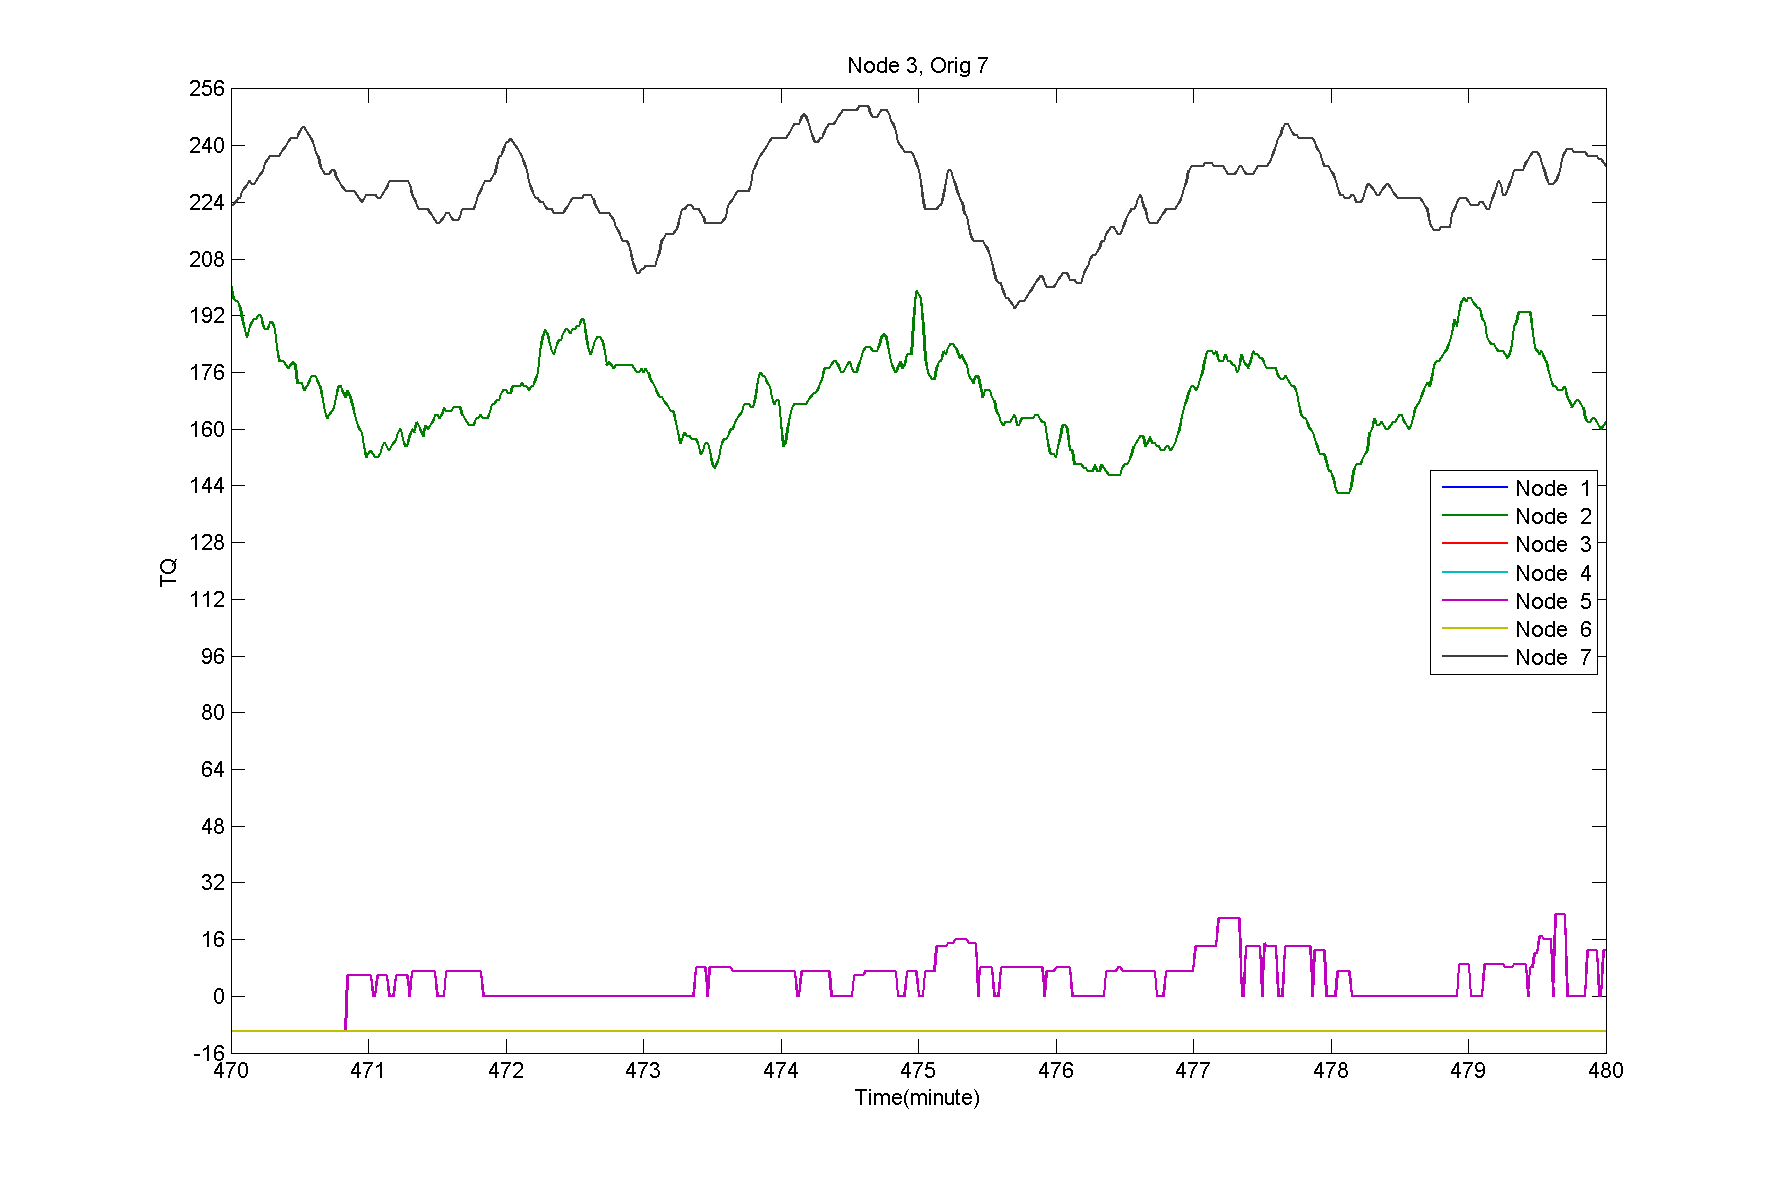 Node 3, Orig 7
256
240
224
208
192
176
160
144
128
112
96
80
64
48
32
16
0
-16
TQ
Node 1
Node 2
Node 3
Node 4
Node 5
Node 6
Node 7
470 471 472 473 474 475 476 477 478 479 480
Time(minute)